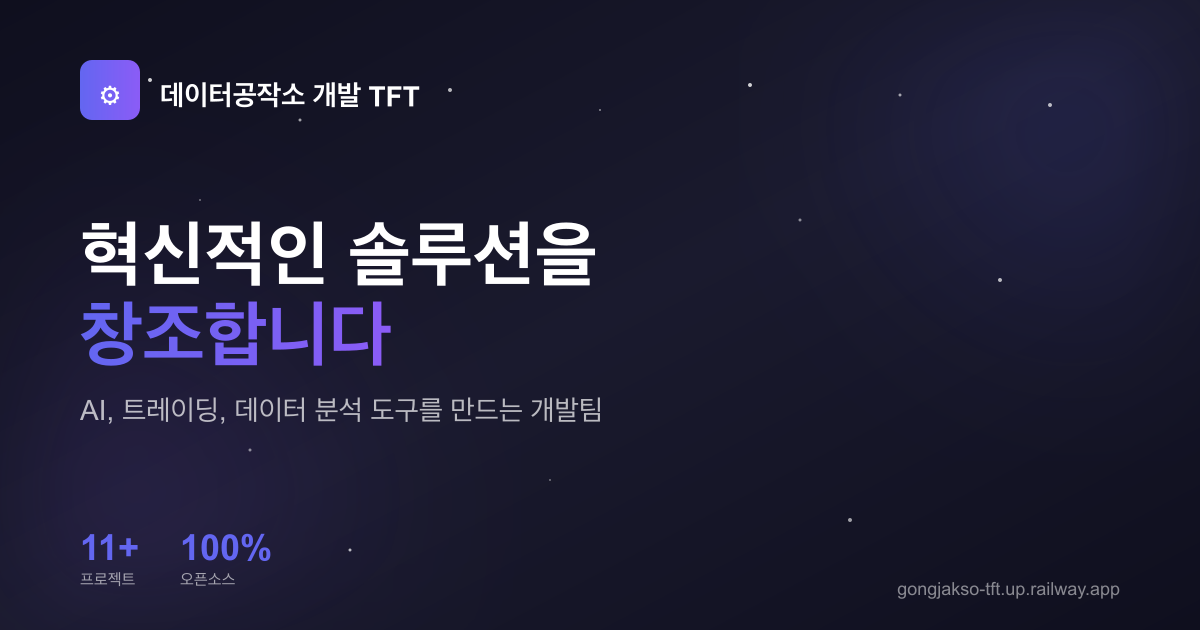 데이터공작소 개발 TFT
혁신적인 솔루션을
창조합니다
AI, 트레이딩, 데이터 분석 도구를 만드는 개발팀
11+ 100%
프로젝트 오픈소스
gongjakso-tft.up.railway.app